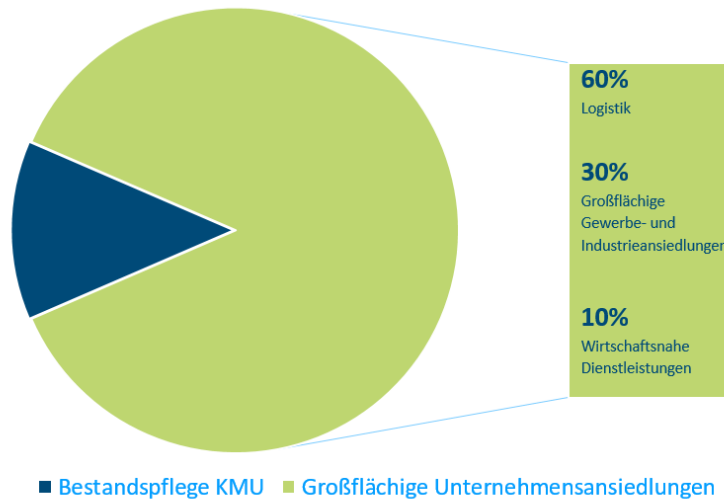 60%
Logistik
30%
Großflächige
Gewerbe- und
Industrieansiedlungen
10%
Wirtschaftsnahe
Dienstleistungen
Bestandspflege KMU
Großflächige Unternehmensansiedlungen